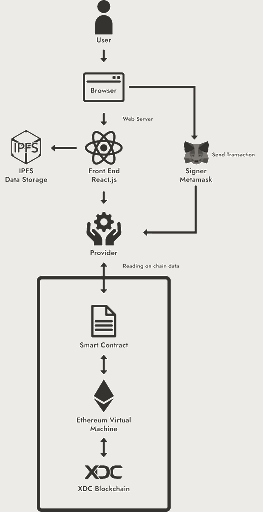 User
Browser
Web Server
IPFS
IPFS
Data Storage
Front End
React.js
Send Transaction
Signer
Metamask
Provider
Reading on chain data
Smart Contract
Ethereum Virtual
Machine
XDC
XDC Blockchain